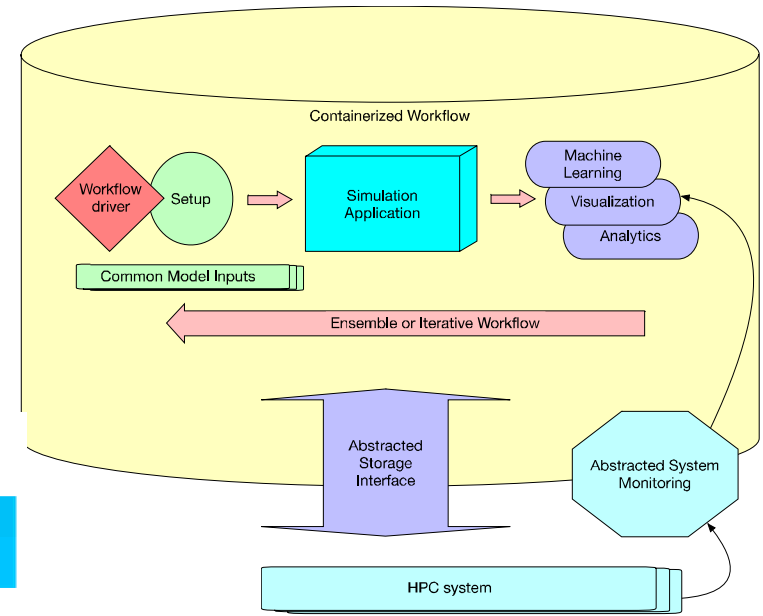 Containerized Workflow
Workflow
driver
Setup
Simulation
Application
Machine
Learning
Visualization
Analytics
Common Model Inputs
Ensemble or Iterative Workflow
Abstracted
Storage
Interface
Abstracted System
Monitoring
HPC system